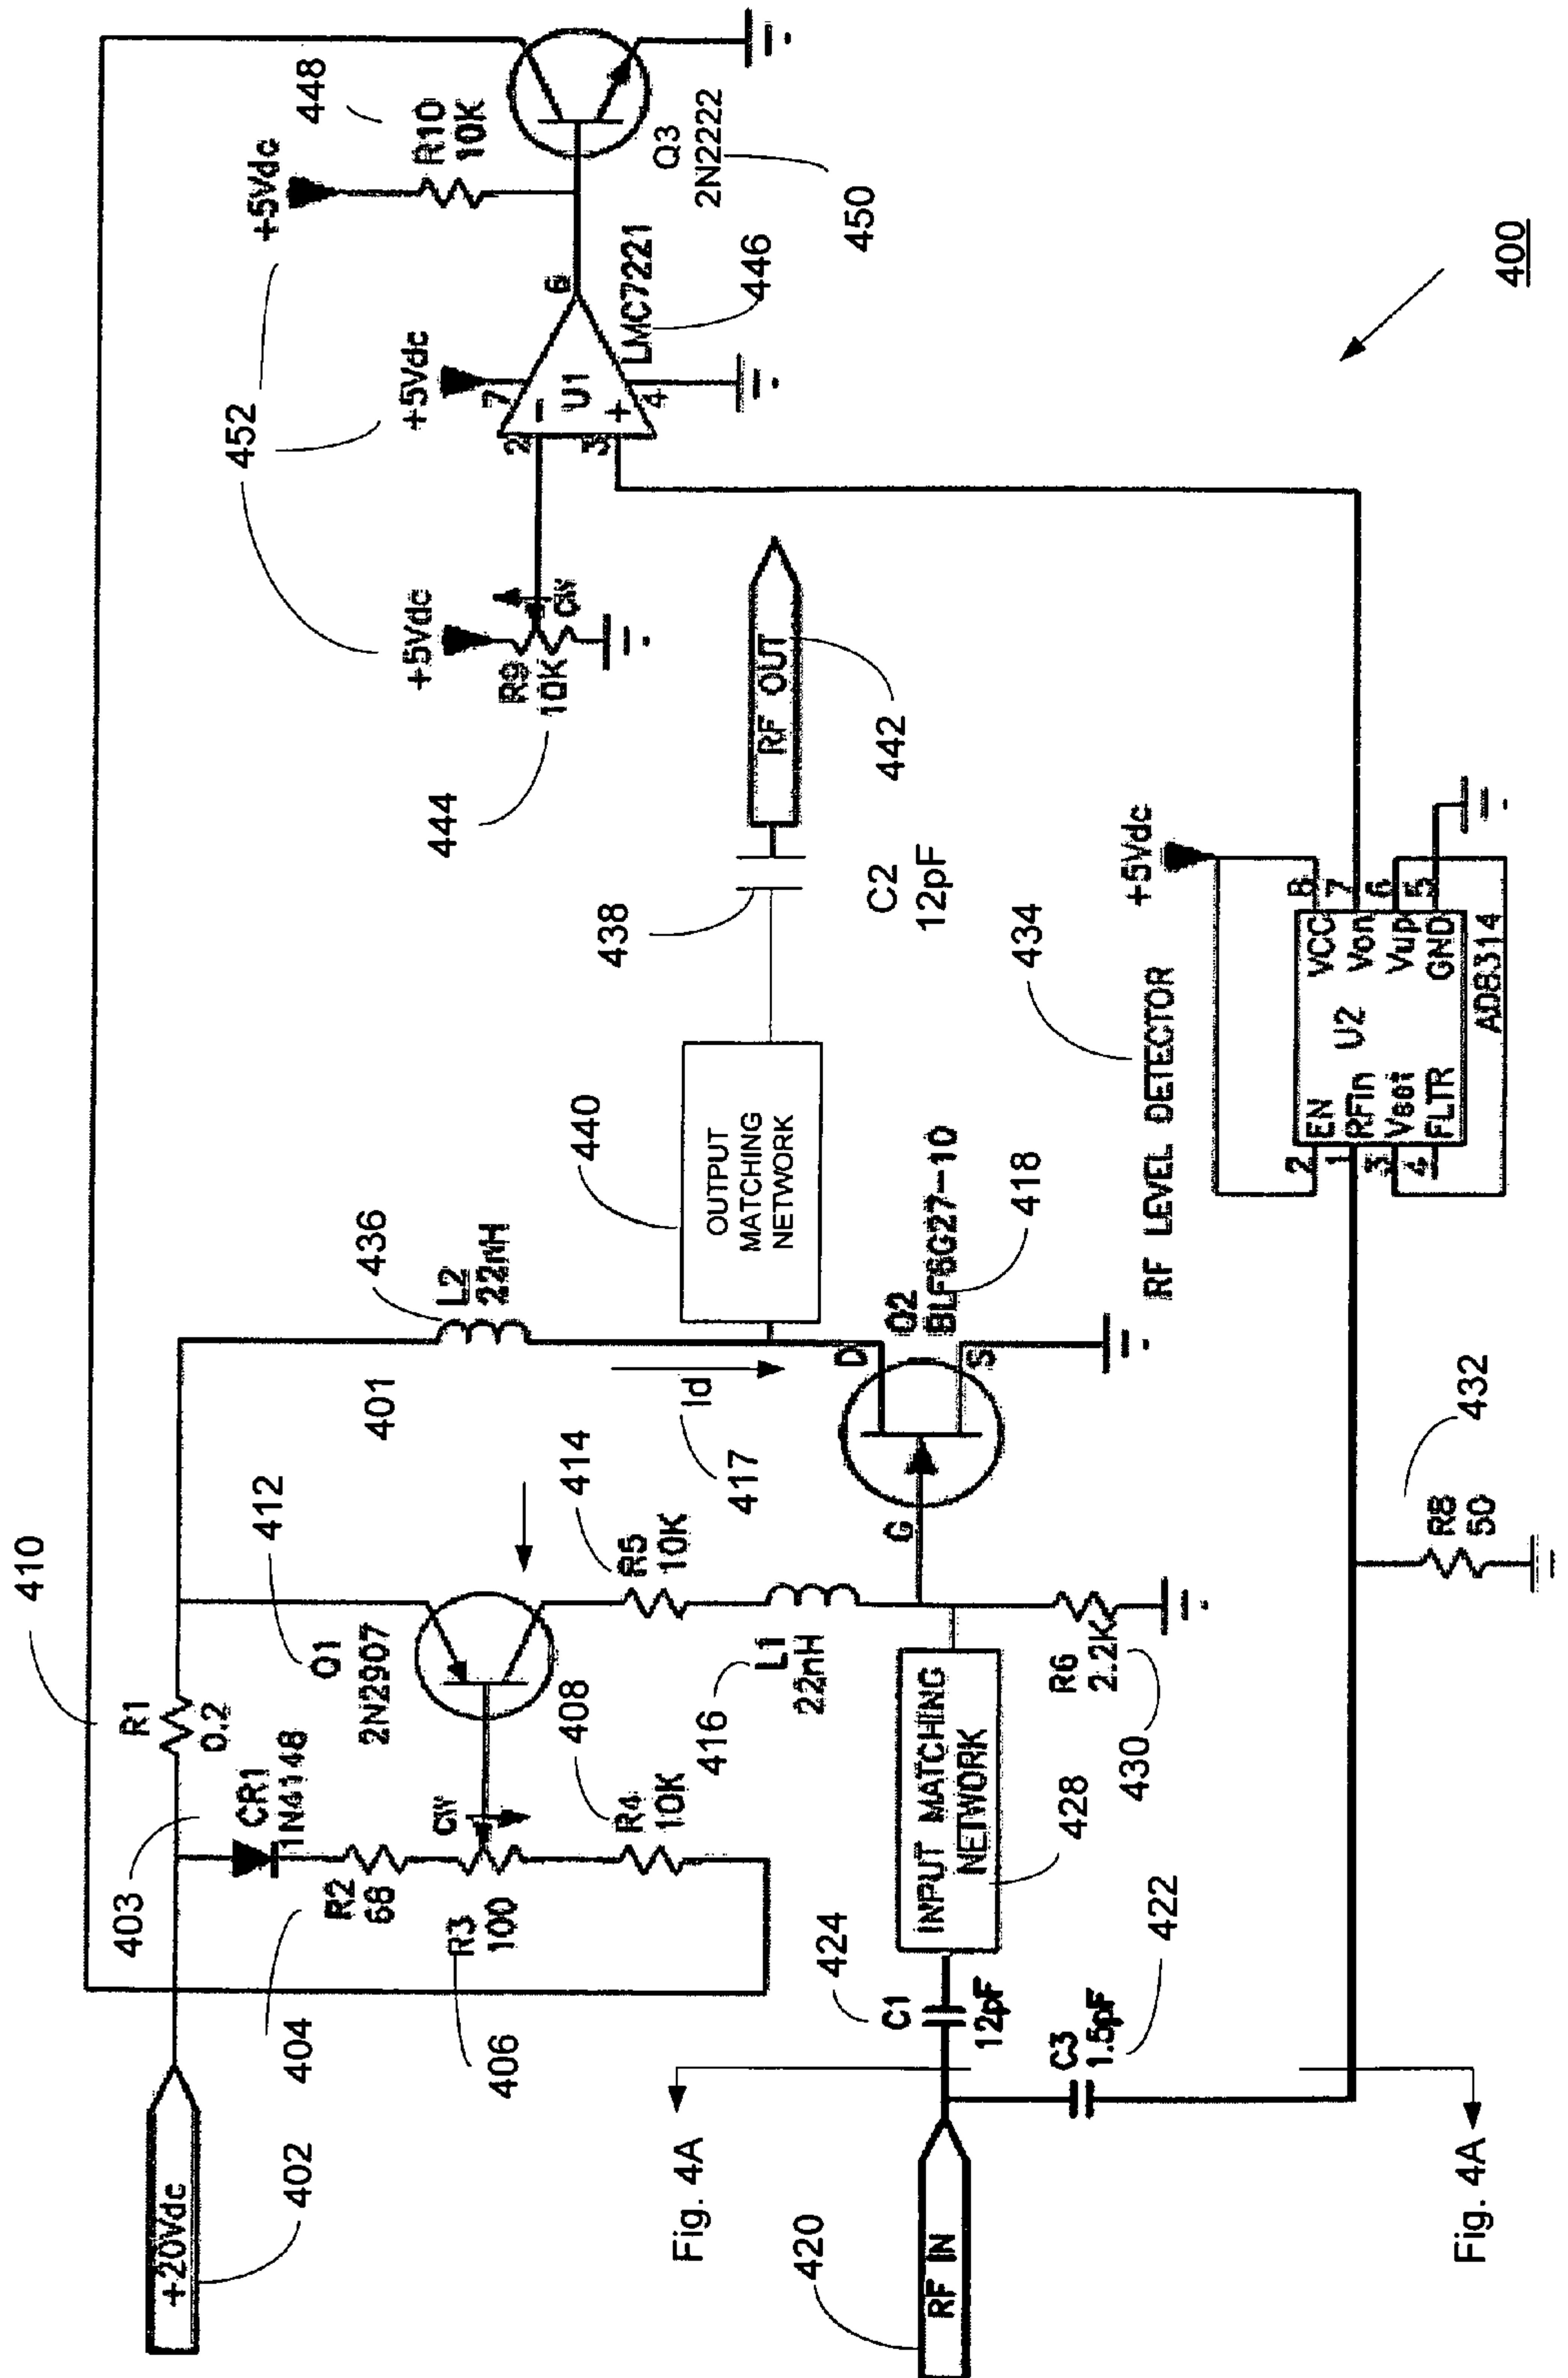 410
412
401
436
L2
22nH
+20Vdc
402
403
CR1
1N4148
R1
0.2
404
R2
68
Q1
2N2907
CW
R3
100
406
408
R4
10K
414
R5
10K
416
L1
22nH
Id
417
440
OUTPUT
MATCHING
NETWORK
438
C2
12pF
RF OUT
442
D
G
S
Q2
BLF6G27-10
418
Fig. 4A
420
RF IN
424
C1
12pF
C3
1.5pF
422
INPUT MATCHING
NETWORK
428
R6
2.2K
430
R8
50
432
Fig. 4A
434
RF LEVEL DETECTOR
+5Vdc
2
1
3
4
EN
RFin
Vset
FLTR
U2
VCC
Von
Vup
GND
8
7
6
5
AD8314
452
+5Vdc
R9
10K
CW
444
+5Vdc
7
2
3
4
6
−
+
U1
LMC7221
446
+5Vdc
R10
10K
448
Q3
2N2222
450
400